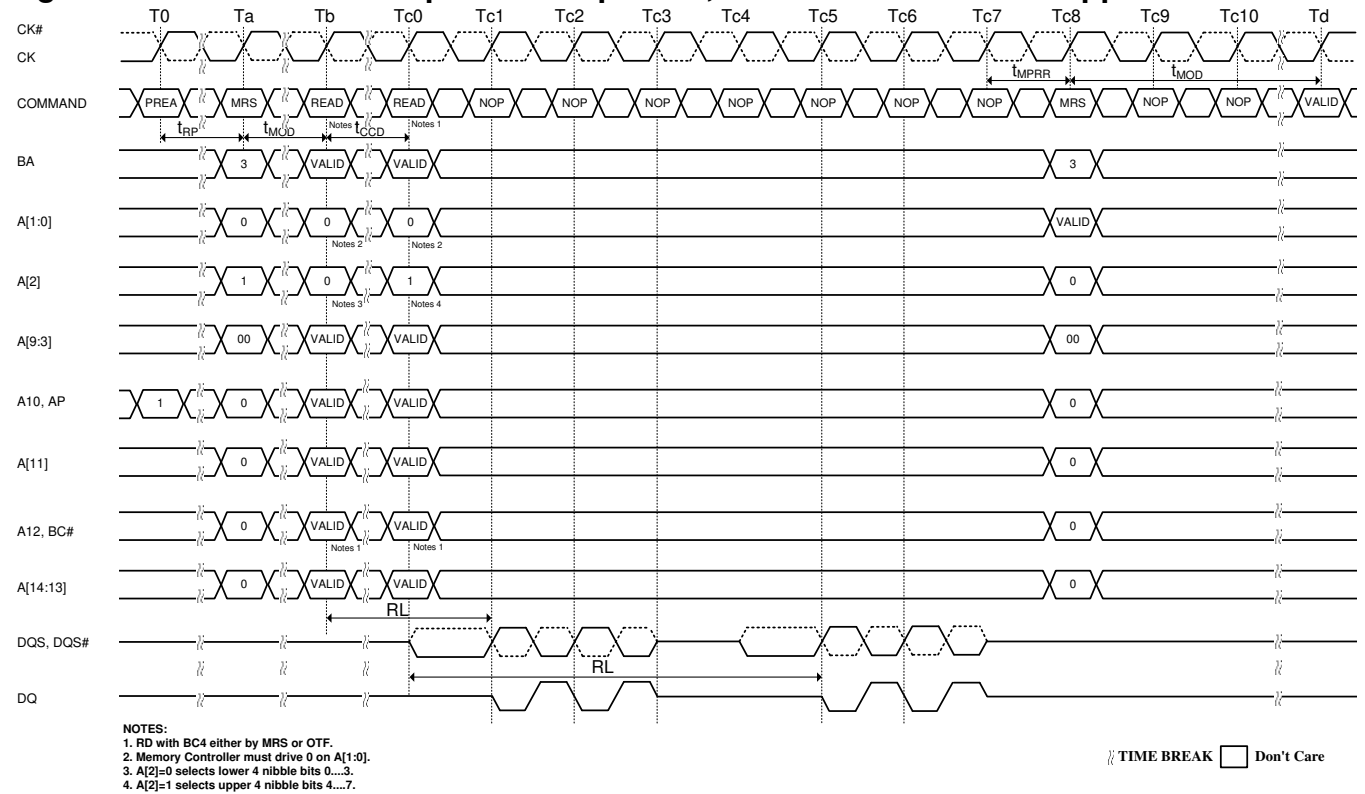 T0 Ta Tb Tc0 Tc1 Tc2 Tc3 Tc4 Tc5 Tc6 Tc7 Tc8 Tc9 Tc10 Td
CK#
CK
tMPRR tMOD
COMMAND PREA MRS READ READ NOP NOP NOP NOP NOP NOP NOP MRS NOP NOP VALID
Notes 1 Notes 1
tRP tMOD tCCD
BA 3 VALID VALID 3
A[1:0] 0 0 0 VALID
Notes 2 Notes 2
A[2] 1 0 1 0
Notes 3 Notes 4
A[9:3] 00 VALID VALID 00
A10, AP 1 0 VALID VALID 0
A[11] 0 VALID VALID 0
A12, BC# 0 VALID VALID 0
Notes 1 Notes 1
A[14:13] 0 VALID VALID 0
RL
DQS, DQS#
RL
DQ
NOTES:
1. RD with BC4 either by MRS or OTF.
2. Memory Controller must drive 0 on A[1:0].
3. A[2]=0 selects lower 4 nibble bits 0....3.
4. A[2]=1 selects upper 4 nibble bits 4....7.
TIME BREAK Don't Care